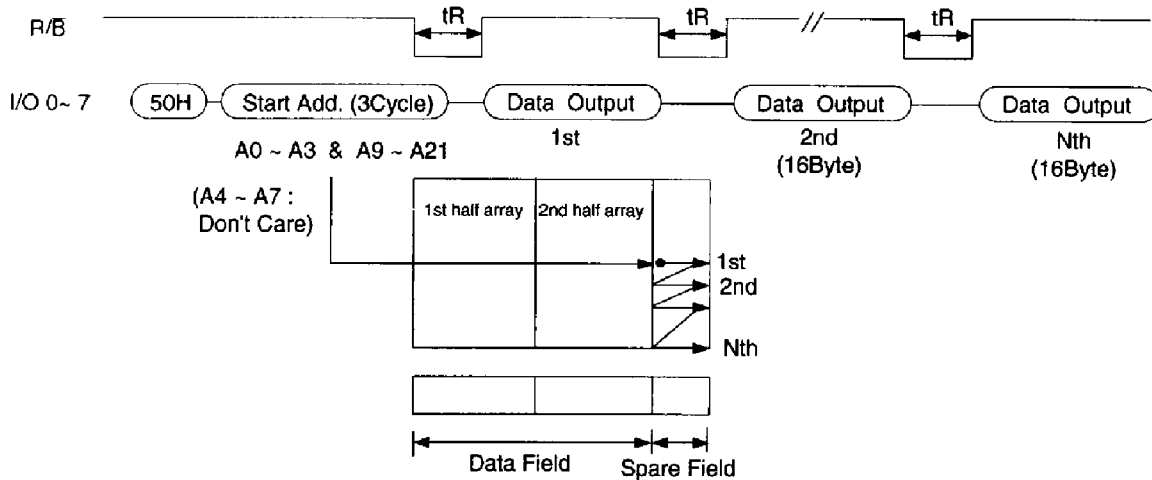 tR tR tR
R/B
I/O 0~ 7 50H Start Add. (3Cycle) Data Output Data Output Data Output
1st 2nd Nth
(16Byte) (16Byte)
A0 ~ A3 & A9 ~ A21
(A4 ~ A7 :
Don't Care)
1st half array 2nd half array
1st
2nd
Nth
Data Field Spare Field